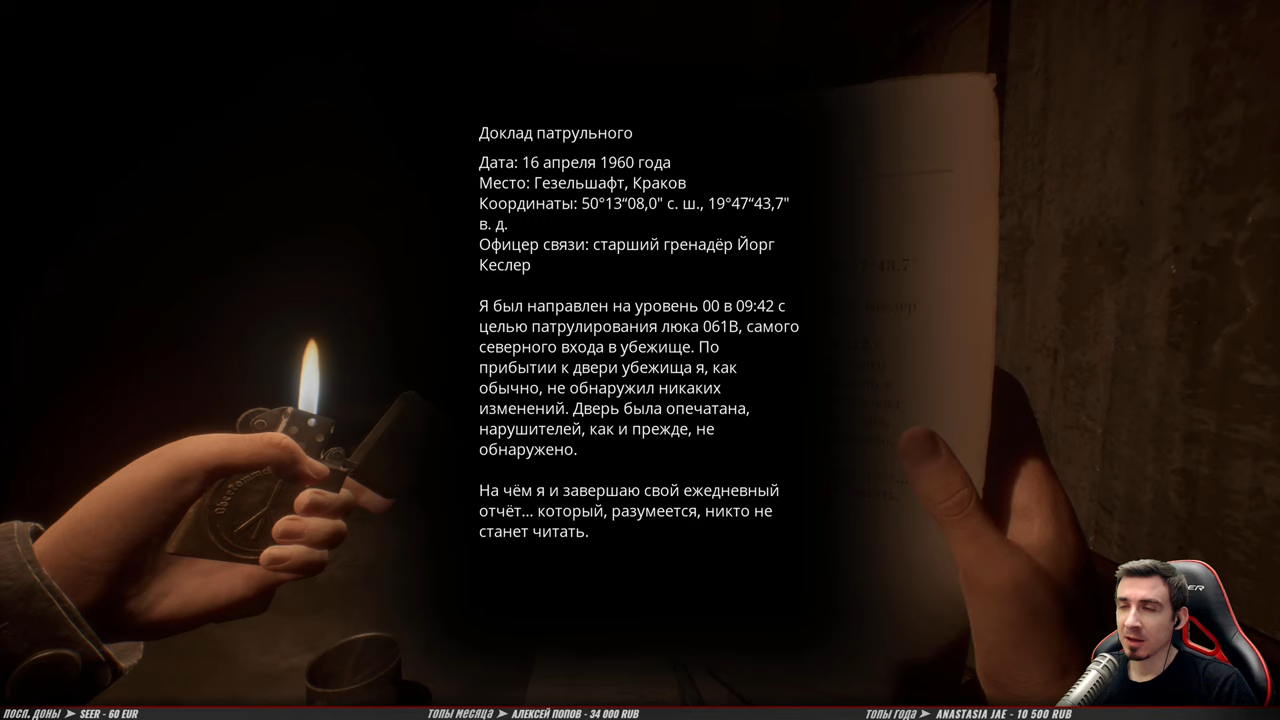 Доклад патрульного
Дата: 16 апреля 1960 года
Место: Гезельшафт, Краков
Координаты: 50°13“08,0" с. ш., 19°47“43,7"
в. д.
Офицер связи: старший гренадёр Йорг
Кеслер
Я был направлен на уровень 00 в 09:42 с
целью патрулирования люка 061B, самого
северного входа в убежище. По
прибытии к двери убежища я, как
обычно, не обнаружил никаких
изменений. Дверь была опечатана,
нарушителей, как и прежде, не
обнаружено.
На чём я и завершаю свой ежедневный
отчёт... который, разумеется, никто не
станет читать.
посл. доны ➤ SEER - 60 EUR
топы месяца ➤ АЛЕКСЕЙ ПОПОВ - 34 000 RUB
топы года ➤ ANASTASIA JAE - 10 500 RUB